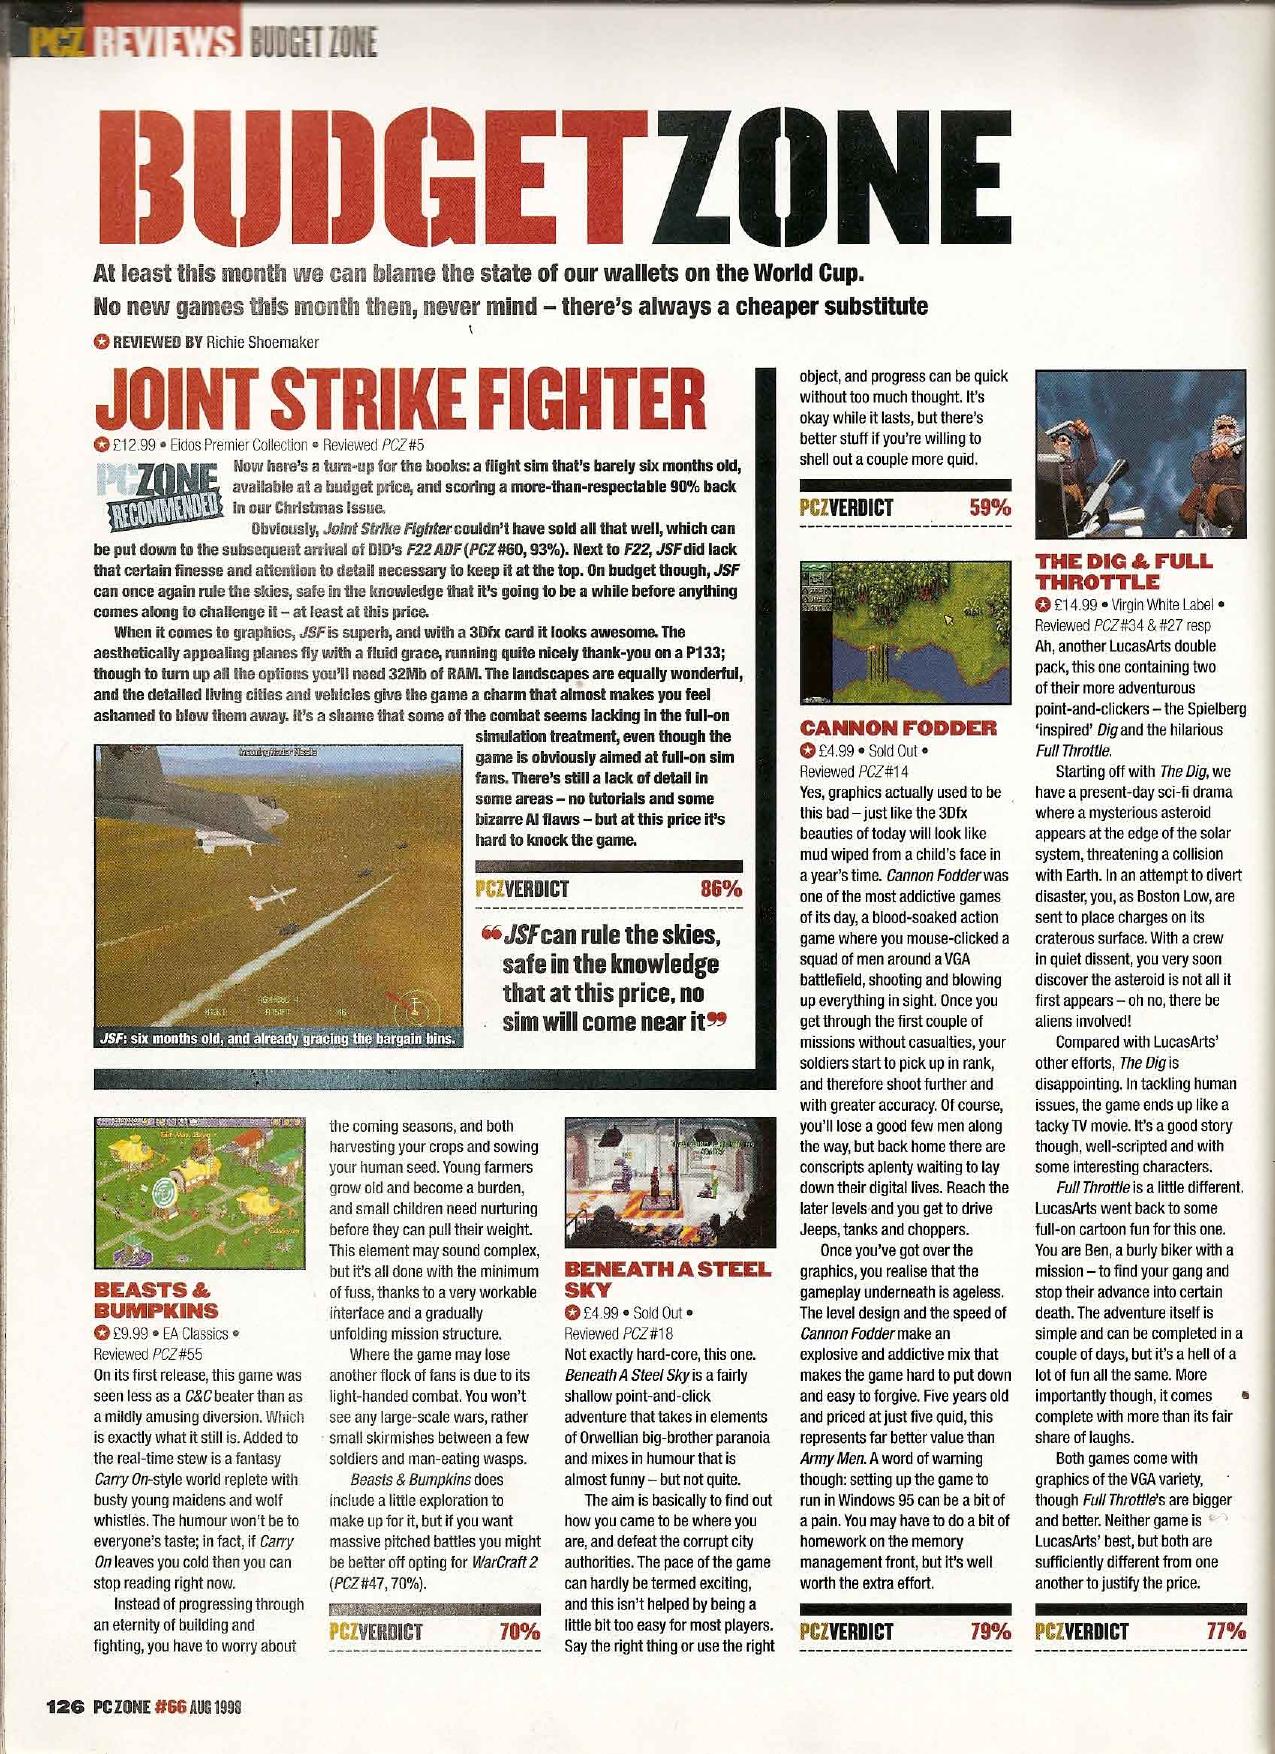 PCZ REVIEWS BUDGET ZONE
BUDGETZONE
At least this month we can blame the state of our wallets on the World Cup.
No new games this month then, never mind – there's always a cheaper substitute
REVIEWED BY Richie Shoemaker
JOINT STRIKE FIGHTER
£12.99 • Eidos Premier Collection • Reviewed PCZ #5
PCZONE
RECOMMENDED
Now here's a turn-up for the books: a flight sim that's barely six months old,
available at a budget price, and scoring a more-than-respectable 90% back
in our Christmas issue.
Obviously, Joint Strike Fighter couldn't have sold all that well, which can
be put down to the subsequent arrival of DID's F22 ADF (PCZ #60, 93%). Next to F22, JSF did lack
that certain finesse and attention to detail necessary to keep it at the top. On budget though, JSF
can once again rule the skies, safe in the knowledge that it's going to be a while before anything
comes along to challenge it – at least at this price.
When it comes to graphics, JSF is superb, and with a 3Dfx card it looks awesome. The
aesthetically appealing planes fly with a fluid grace, running quite nicely thank-you on a P133;
though to turn up all the options you'll need 32Mb of RAM. The landscapes are equally wonderful,
and the detailed living cities and vehicles give the game a charm that almost makes you feel
ashamed to blow them away. It's a shame that some of the combat seems lacking in the full-on
simulation treatment, even though the
game is obviously aimed at full-on sim
fans. There's still a lack of detail in
some areas – no tutorials and some
bizarre AI flaws – but at this price it's
hard to knock the game.
PCZVERDICT 86%
“JSF can rule the skies,
safe in the knowledge
that at this price, no
sim will come near it”
JSF: six months old, and already gracing the bargain bins.
BEASTS &
BUMPKINS
£9.99 • EA Classics •
Reviewed PCZ #55
On its first release, this game was
seen less as a C&C beater than as
a mildly amusing diversion. Which
is exactly what it still is. Added to
the real-time stew is a fantasy
Carry On-style world replete with
busty young maidens and wolf
whistles. The humour won't be to
everyone's taste; in fact, if Carry
On leaves you cold then you can
stop reading right now.
Instead of progressing through
an eternity of building and
fighting, you have to worry about
the coming seasons, and both
harvesting your crops and sowing
your human seed. Young farmers
grow old and become a burden,
and small children need nurturing
before they can pull their weight.
This element may sound complex,
but it's all done with the minimum
of fuss, thanks to a very workable
interface and a gradually
unfolding mission structure.
Where the game may lose
another flock of fans is due to its
light-handed combat. You won't
see any large-scale wars, rather
small skirmishes between a few
soldiers and man-eating wasps.
Beasts & Bumpkins does
include a little exploration to
make up for it, but if you want
massive pitched battles you might
be better off opting for WarCraft 2
(PCZ #47, 70%).
PCZVERDICT 70%
BENEATH A STEEL
SKY
£4.99 • Sold Out •
Reviewed PCZ #18
Not exactly hard-core, this one.
Beneath A Steel Sky is a fairly
shallow point-and-click
adventure that takes in elements
of Orwellian big-brother paranoia
and mixes in humour that is
almost funny – but not quite.
The aim is basically to find out
how you came to be where you
are, and defeat the corrupt city
authorities. The pace of the game
can hardly be termed exciting,
and this isn't helped by being a
little bit too easy for most players.
Say the right thing or use the right
object, and progress can be quick
without too much thought. It's
okay while it lasts, but there's
better stuff if you're willing to
shell out a couple more quid.
PCZVERDICT 59%
CANNON FODDER
£4.99 • Sold Out •
Reviewed PCZ #14
Yes, graphics actually used to be
this bad – just like the 3Dfx
beauties of today will look like
mud wiped from a child's face in
a year's time. Cannon Fodder was
one of the most addictive games
of its day, a blood-soaked action
game where you mouse-clicked a
squad of men around a VGA
battlefield, shooting and blowing
up everything in sight. Once you
get through the first couple of
missions without casualties, your
soldiers start to pick up in rank,
and therefore shoot further and
with greater accuracy. Of course,
you'll lose a good few men along
the way, but back home there are
conscripts aplenty waiting to lay
down their digital lives. Reach the
later levels and you get to drive
Jeeps, tanks and choppers.
Once you've got over the
graphics, you realise that the
gameplay underneath is ageless.
The level design and the speed of
Cannon Fodder make an
explosive and addictive mix that
makes the game hard to put down
and easy to forgive. Five years old
and priced at just five quid, this
represents far better value than
Army Men. A word of warning
though: setting up the game to
run in Windows 95 can be a bit of
a pain. You may have to do a bit of
homework on the memory
management front, but it's well
worth the extra effort.
PCZVERDICT 79%
THE DIG & FULL
THROTTLE
£14.99 • Virgin White Label •
Reviewed PCZ #34 & #27 resp
Ah, another LucasArts double
pack, this one containing two
of their more adventurous
point-and-clickers – the Spielberg
'inspired' Dig and the hilarious
Full Throttle.
Starting off with The Dig, we
have a present-day sci-fi drama
where a mysterious asteroid
appears at the edge of the solar
system, threatening a collision
with Earth. In an attempt to divert
disaster, you, as Boston Low, are
sent to place charges on its
craterous surface. With a crew
in quiet dissent, you very soon
discover the asteroid is not all it
first appears – oh no, there be
aliens involved!
Compared with LucasArts'
other efforts, The Dig is
disappointing. In tackling human
issues, the game ends up like a
tacky TV movie. It's a good story
though, well-scripted and with
some interesting characters.
Full Throttle is a little different.
LucasArts went back to some
full-on cartoon fun for this one.
You are Ben, a burly biker with a
mission – to find your gang and
stop their advance into certain
death. The adventure itself is
simple and can be completed in a
couple of days, but it's a hell of a
lot of fun all the same. More
importantly though, it comes
complete with more than its fair
share of laughs.
Both games come with
graphics of the VGA variety,
though Full Throttle's are bigger
and better. Neither game is
LucasArts' best, but both are
sufficiently different from one
another to justify the price.
PCZVERDICT 77%
126 PC ZONE #66 AUG 1998